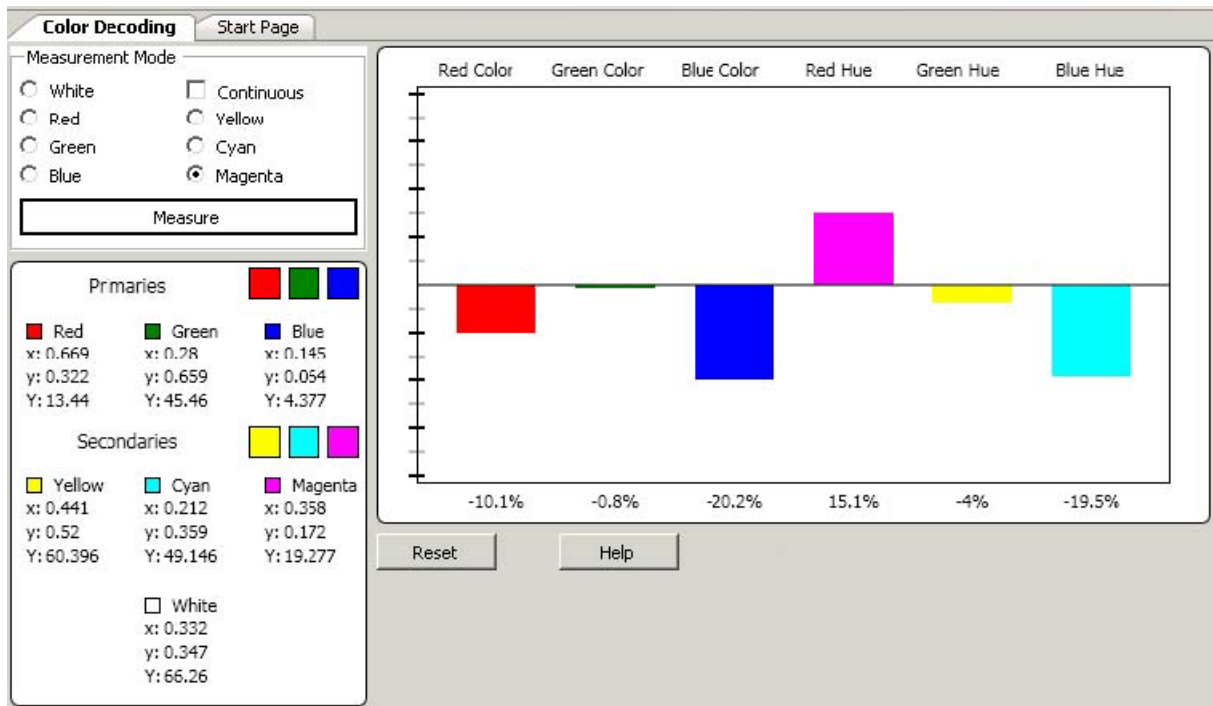 Color Decoding Start Page
Measurement Mode
White Continuous
Red Yellow
Green Cyan
Blue Magenta
Measure
Primaries
Red Green Blue
x: 0.669 x: 0.28 x: 0.145
y: 0.322 y: 0.659 y: 0.054
Y: 13.44 Y: 45.46 Y: 4.377
Secondaries
Yellow Cyan Magenta
x: 0.441 x: 0.212 x: 0.358
y: 0.52 y: 0.359 y: 0.172
Y: 60.396 Y: 49.146 Y: 19.277
White
x: 0.332
y: 0.347
Y: 66.26
Red Color Green Color Blue Color Red Hue Green Hue Blue Hue
-10.1% -0.8% -20.2% 15.1% -4% -19.5%
Reset Help